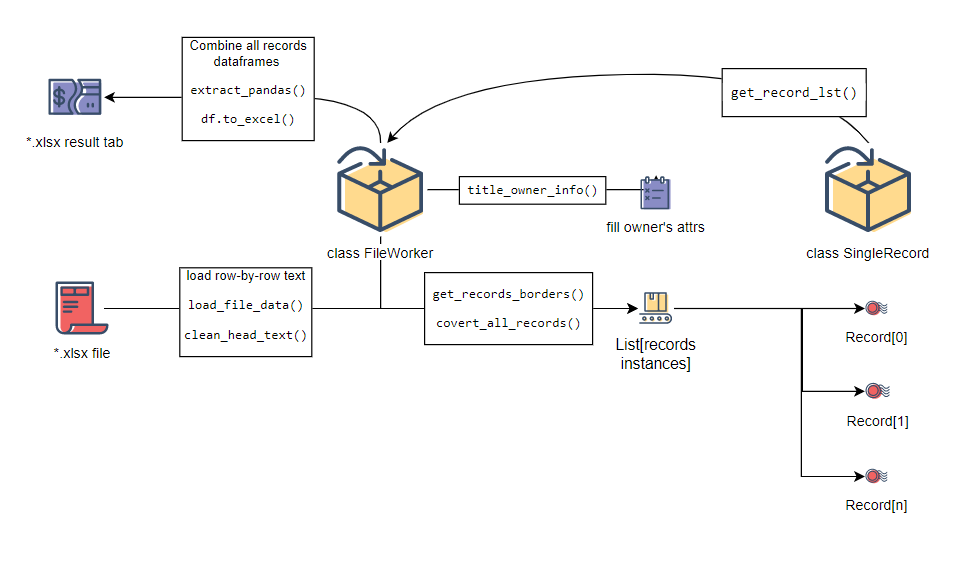 Combine all records
dataframes
extract_pandas()
df.to_excel()
*.xlsx result tab
get_record_lst()
title_owner_info()
fill owner's attrs
class FileWorker
class SingleRecord
load row-by-row text
load_file_data()
clean_head_text()
*.xlsx file
get_records_borders()
covert_all_records()
List[records
instances]
Record[0]
Record[1]
Record[n]